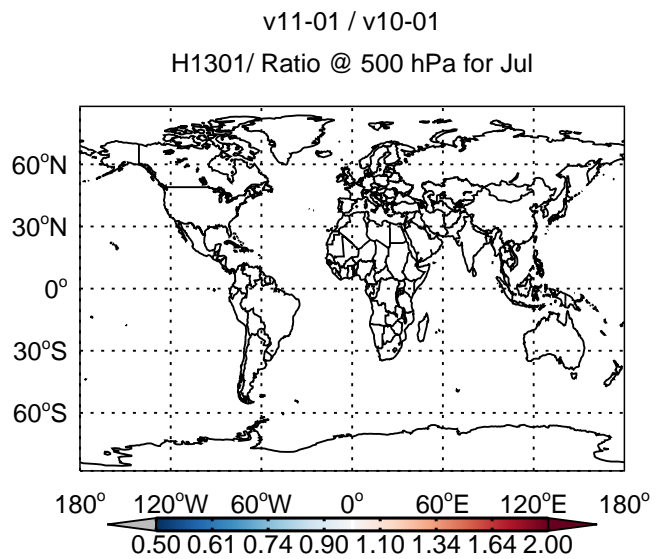 v11-01 / v10-01
H1301/ Ratio @ 500 hPa for Jul
60°N
30°N
0°
30°S
60°S
180° 120°W 60°W 0° 60°E 120°E 180°
0.50 0.61 0.74 0.90 1.10 1.34 1.64 2.00